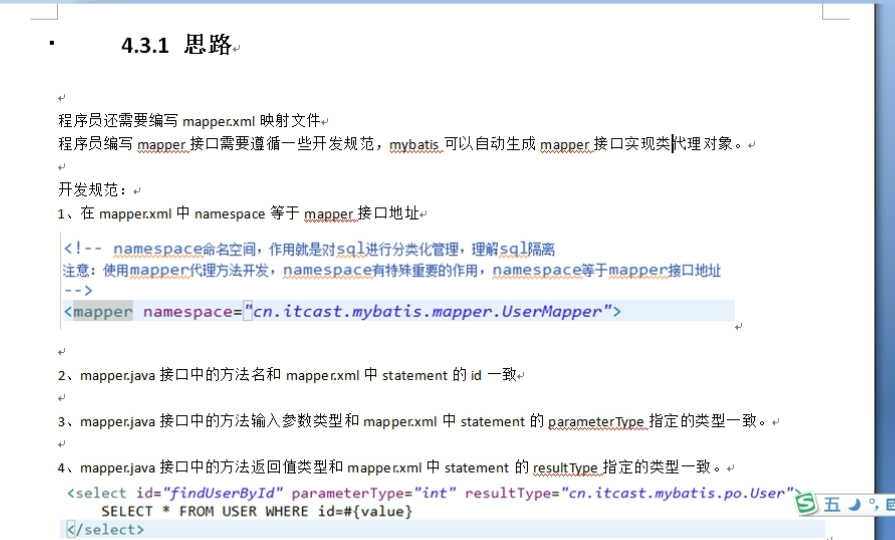 4.3.1 思路
程序员还需要编写 mapper.xml 映射文件
程序员编写 mapper 接口需要遵循一些开发规范，mybatis 可以自动生成 mapper 接口实现类代理对象。
开发规范：
1、在 mapper.xml 中 namespace 等于 mapper 接口地址
<!-- namespace命名空间，作用就是对sql进行分类化管理，理解sql隔离
注意：使用mapper代理方法开发，namespace有特殊重要的作用，namespace等于mapper接口地址
-->
<mapper namespace="cn.itcast.mybatis.mapper.UserMapper">
2、mapper.java 接口中的方法名和 mapper.xml 中 statement 的 id 一致
3、mapper.java 接口中的方法输入参数类型和 mapper.xml 中 statement 的 parameterType 指定的类型一致。
4、mapper.java 接口中的方法返回值类型和 mapper.xml 中 statement 的 resultType 指定的类型一致。
<select id="findUserById" parameterType="int" resultType="cn.itcast.mybatis.po.User">
SELECT * FROM USER WHERE id=#{value}
</select>
S 五